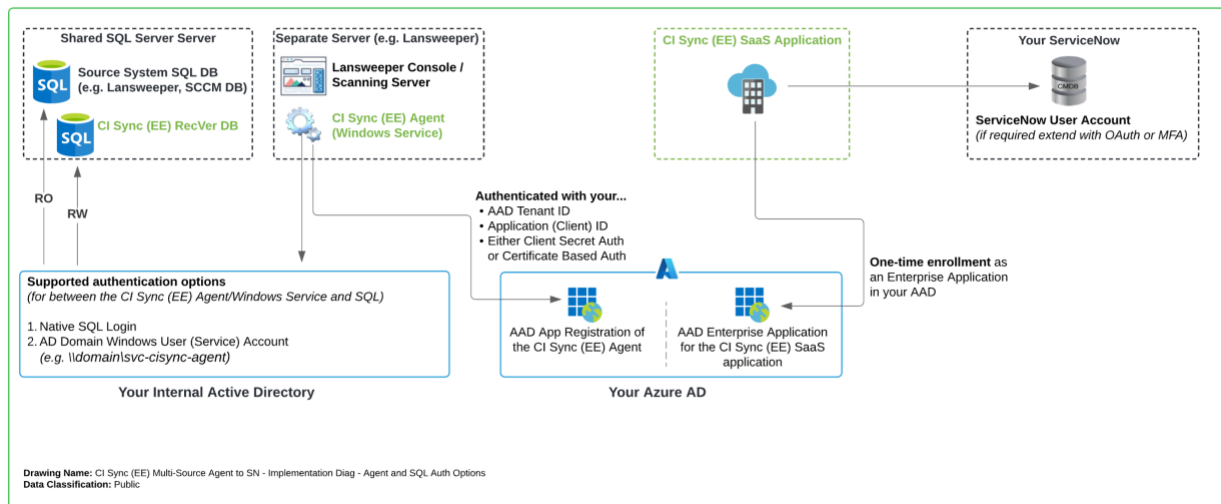 Shared SQL Server Server
SQL
Source System SQL DB
(e.g. Lansweeper, SCCM DB)
SQL
CI Sync (EE) RecVer DB
Separate Server (e.g. Lansweeper)
Lansweeper Console /
Scanning Server
CI Sync (EE) Agent
(Windows Service)
CI Sync (EE) SaaS Application
Your ServiceNow
CMDB
ServiceNow User Account
(if required extend with OAuth or MFA)
RO
RW
Authenticated with your...
• AAD Tenant ID
• Application (Client) ID
• Either Client Secret Auth
or Certificate Based Auth
One-time enrollment as
an Enterprise Application
in your AAD
Supported authentication options
(for between the CI Sync (EE) Agent/Windows Service and SQL)
1. Native SQL Login
2. AD Domain Windows User (Service) Account
(e.g. \\domain\svc-cisync-agent)
Your Internal Active Directory
AAD App Registration of
the CI Sync (EE) Agent
AAD Enterprise Application
for the CI Sync (EE) SaaS
application
Your Azure AD
Drawing Name: CI Sync (EE) Multi-Source Agent to SN - Implementation Diag - Agent and SQL Auth Options
Data Classification: Public